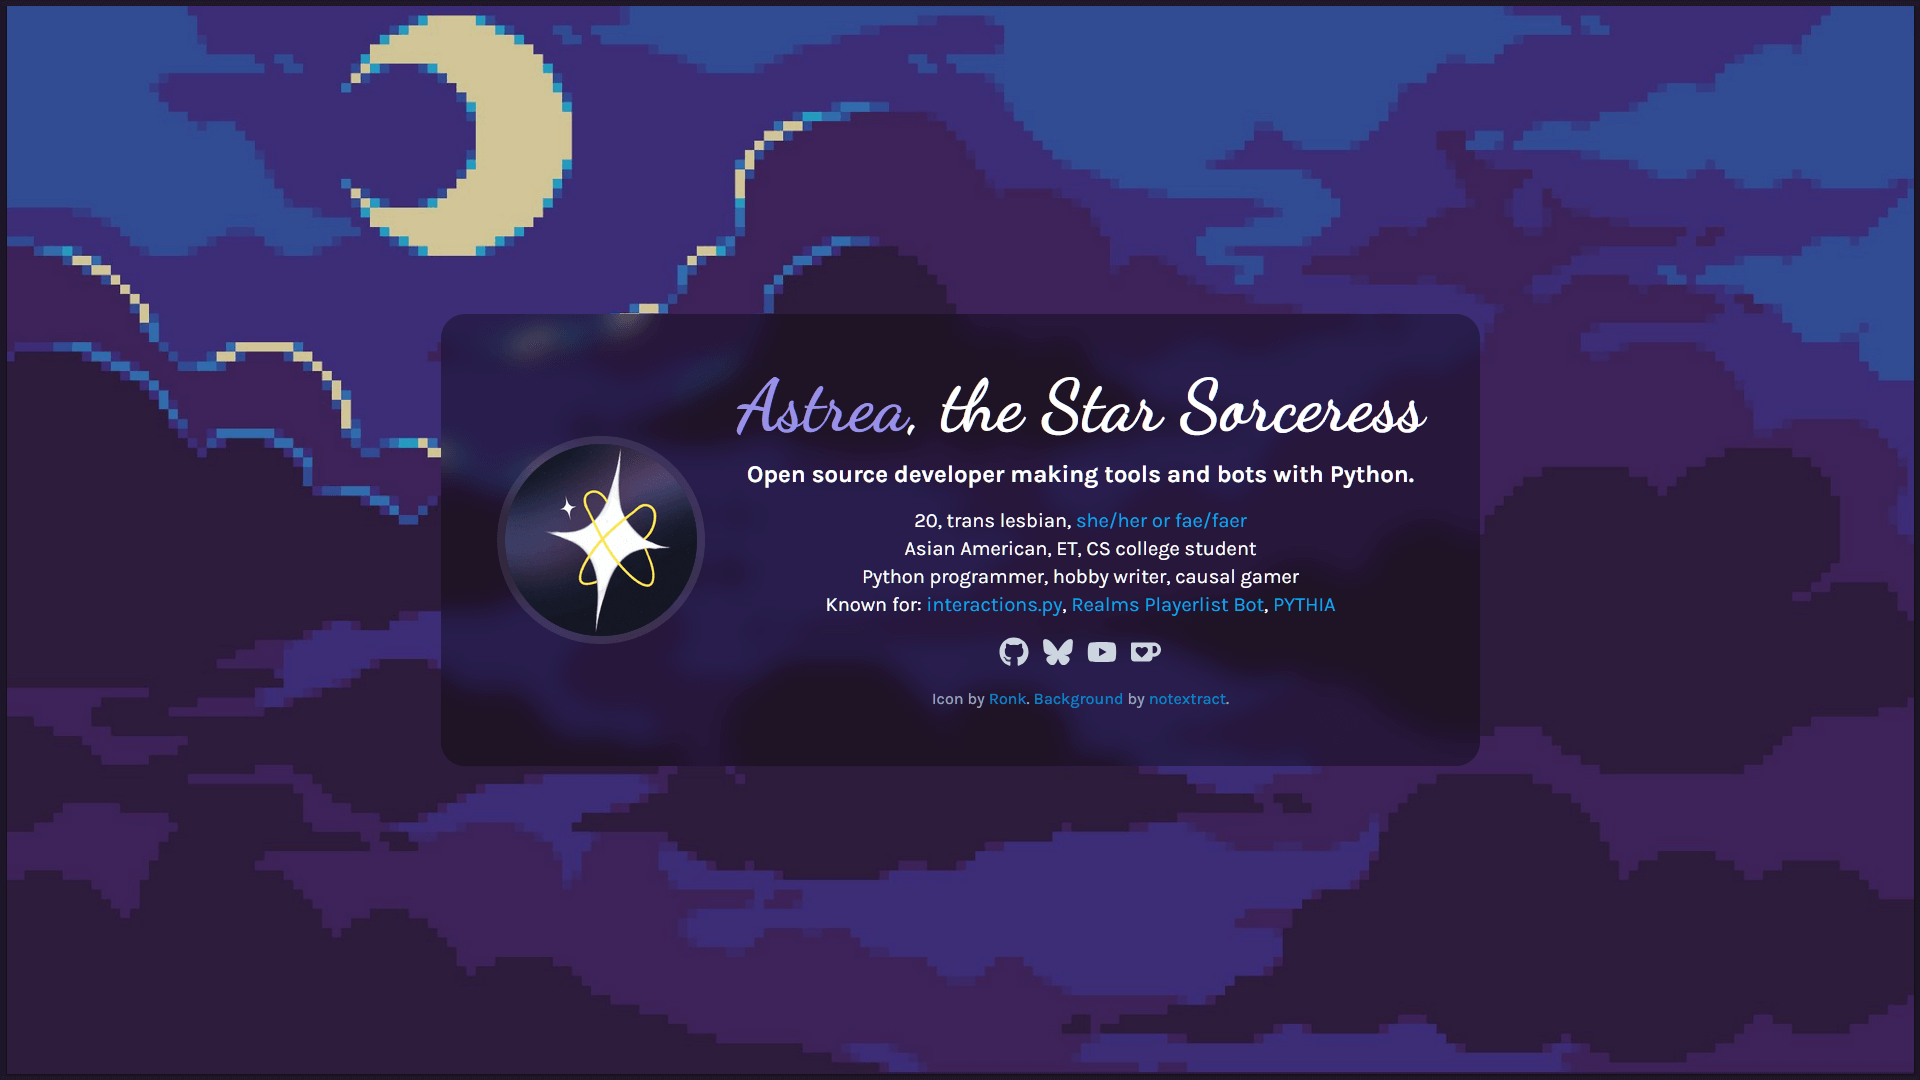 Astrea, the Star Sorceress
Open source developer making tools and bots with Python.
20, trans lesbian, she/her or fae/faer
Asian American, ET, CS college student
Python programmer, hobby writer, causal gamer
Known for: interactions.py, Realms Playerlist Bot, PYTHIA
Icon by Ronk. Background by notextract.